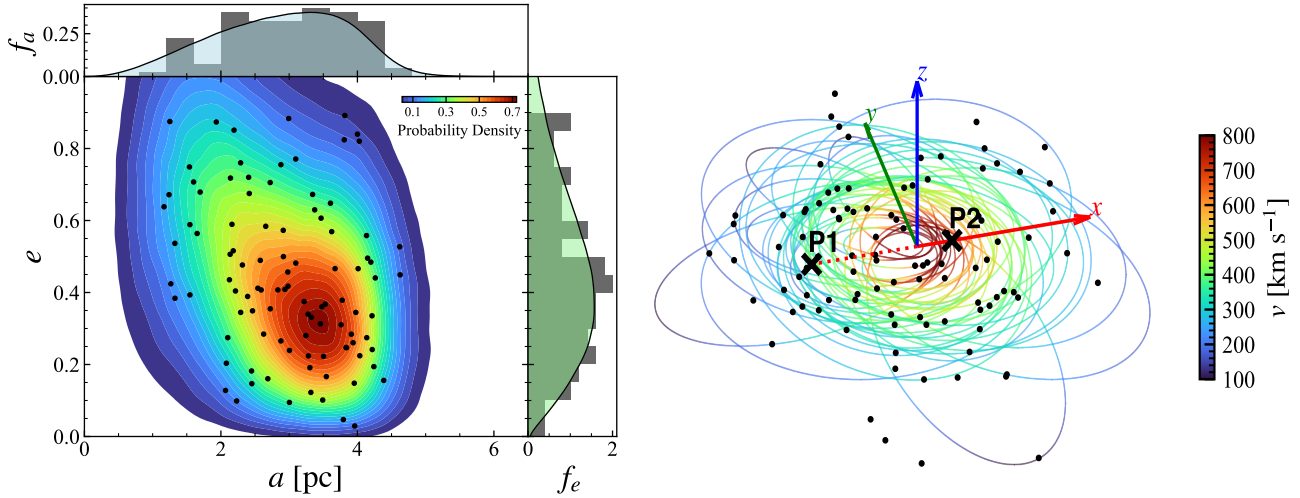 f_a
0.25
0.00
0.1 0.3 0.5 0.7
Probability Density
0.8
0.6
0.4
0.2
0.0
e
0 2 4 6
a [pc]
0 1 2
f_e
z
y
x
P1
P2
800
700
600
500
400
300
200
100
v [km s⁻¹]